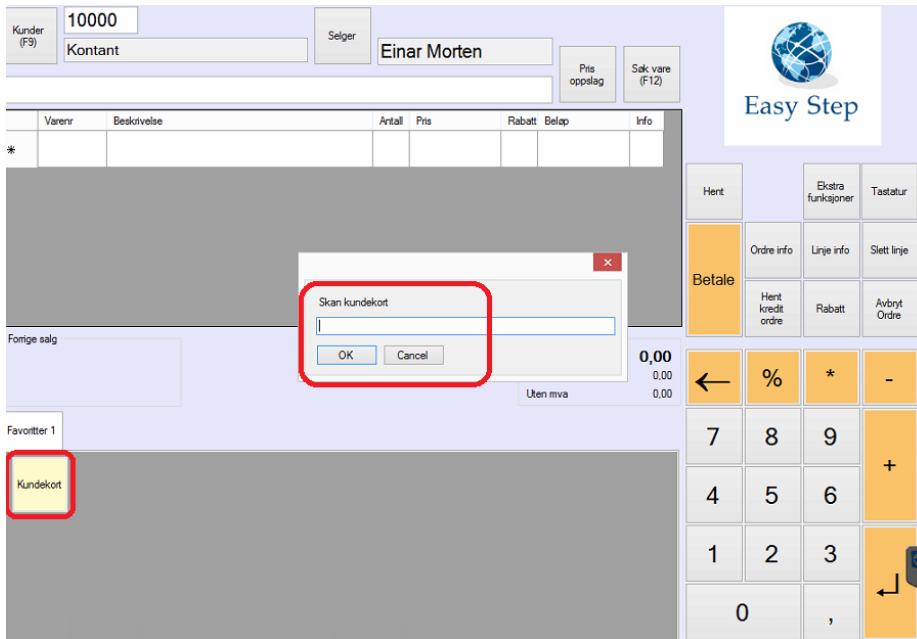 Kunder
(F9)
10000
Kontant
Selger
Einar Morten
Pris
oppslag
Søk vare
(F12)
Easy Step
Varenr Beskrivelse Antall Pris Rabatt Beløp Info
*
Hent
Ekstra
funksjoner
Tastatur
Betale
Ordre info
Linje info
Slett linje
Hent
kredit
ordre
Rabatt
Avbryt
Ordre
Skan kundekort
OK
Cancel
Forrige salg
0,00
0,00
Uten mva 0,00
← % * -
7 8 9
+
4 5 6
1 2 3
0 ,
Favoritter 1
Kundekort